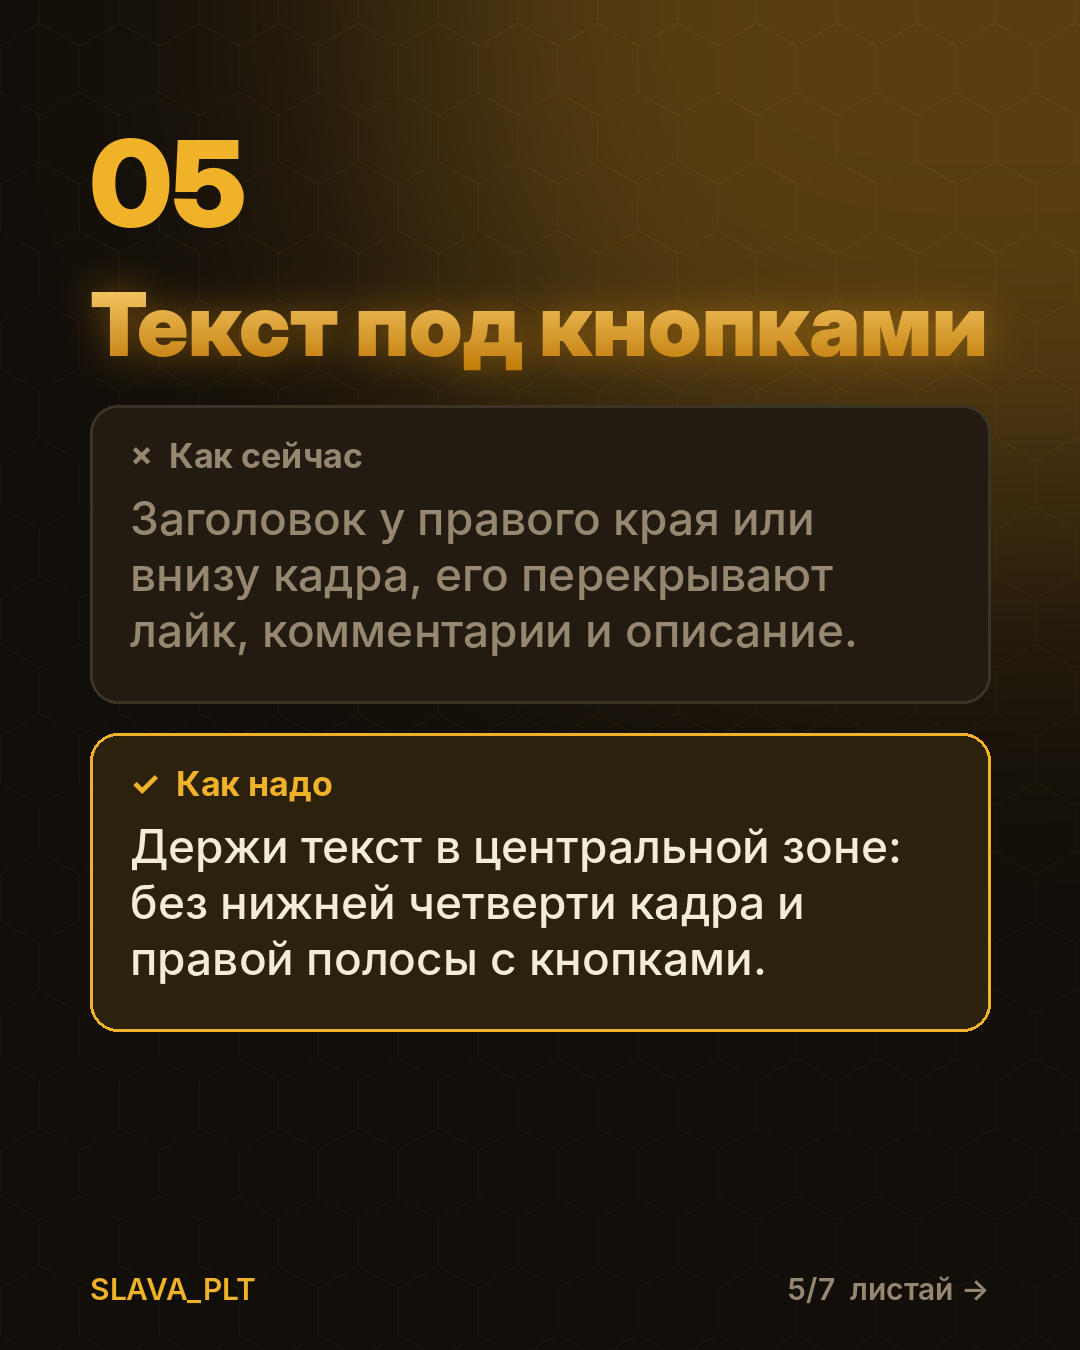 05
Текст под кнопками
× Как сейчас
Заголовок у правого края или
внизу кадра, его перекрывают
лайк, комментарии и описание.
✓ Как надо
Держи текст в центральной зоне:
без нижней четверти кадра и
правой полосы с кнопками.
SLAVA_PLT
5/7 листай →